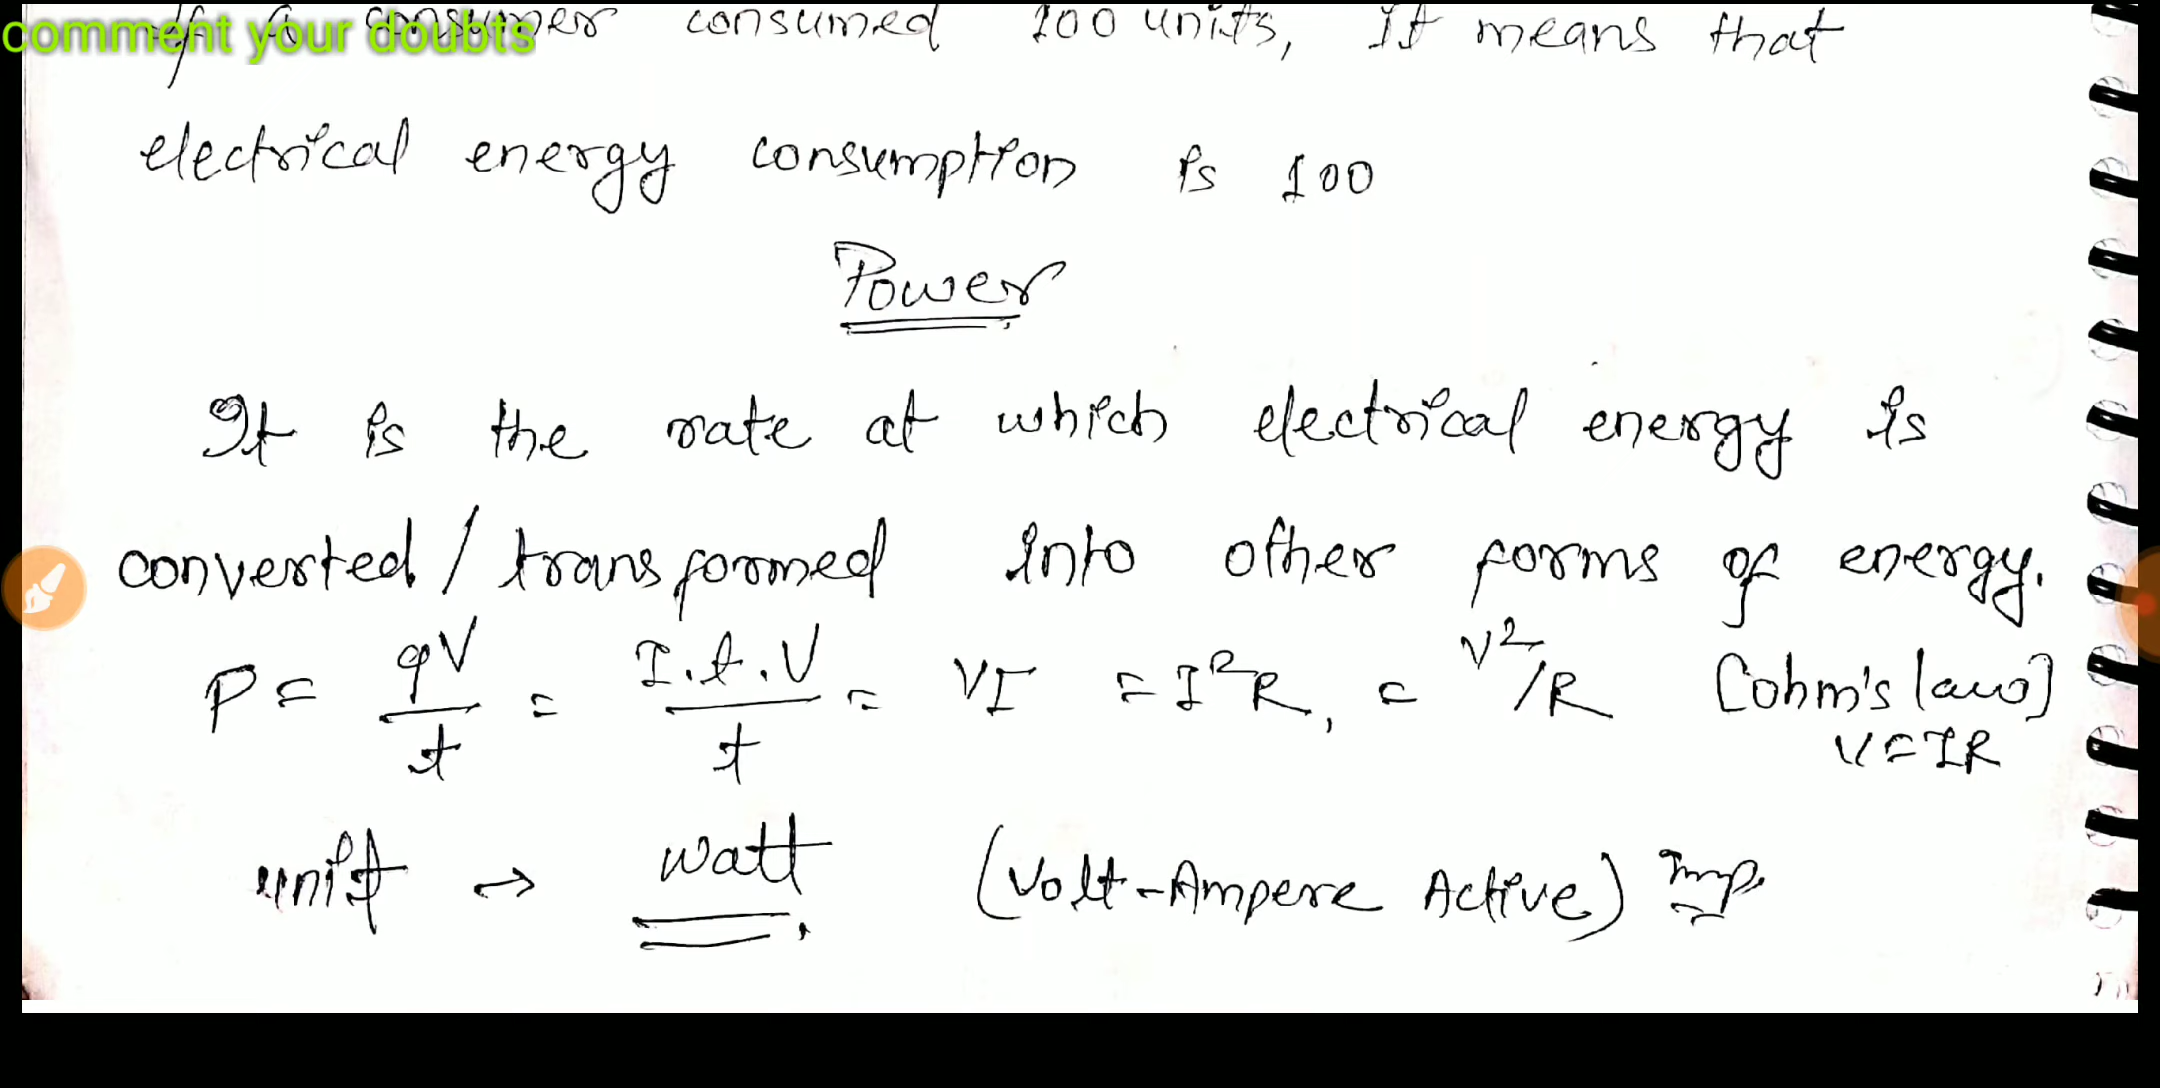 comment your doubts
If a consumer consumed 100 units, It means that
electrical energy consumption is 100
Power
It is the rate at which electrical energy is
converted/transformed into other forms of energy.
P = qV/t = I.t.V/t = VI = I²R, = V²/R [ohm's law]
V=IR
unit → watt, (Volt-Ampere Active) Imp.